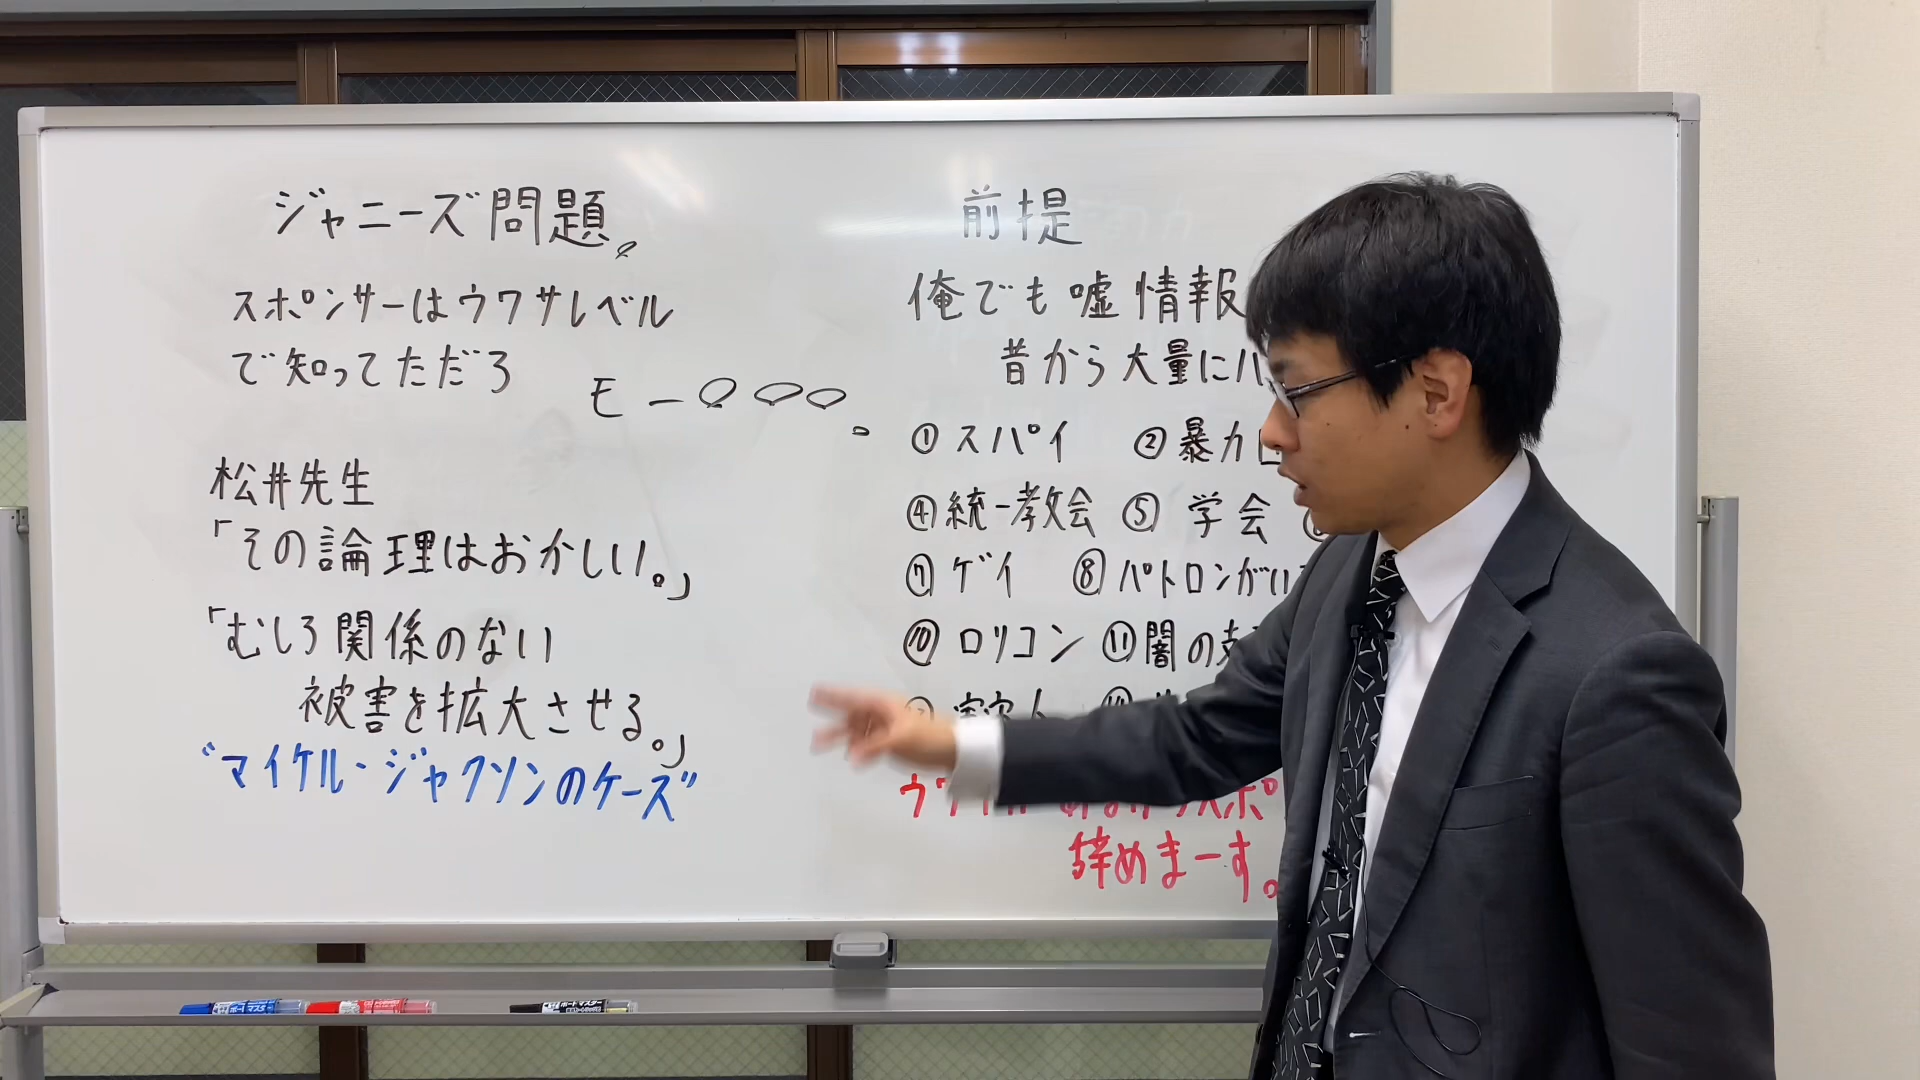 ジャニーズ問題。
スポンサーはウワサレベル
で知ってただろ
モー
松井先生
「その論理はおかしい。」
「むしろ関係のない
被害を拡大させる。」
“マイケル・ジャクソンのケーズ”
前提
俺でも嘘情報
昔から大量に
①スパイ ②暴力
④統一教会 ⑤学会
⑦ゲイ ⑧パトロンがい
⑩ロリコン ⑪闇の
辞めまーす。